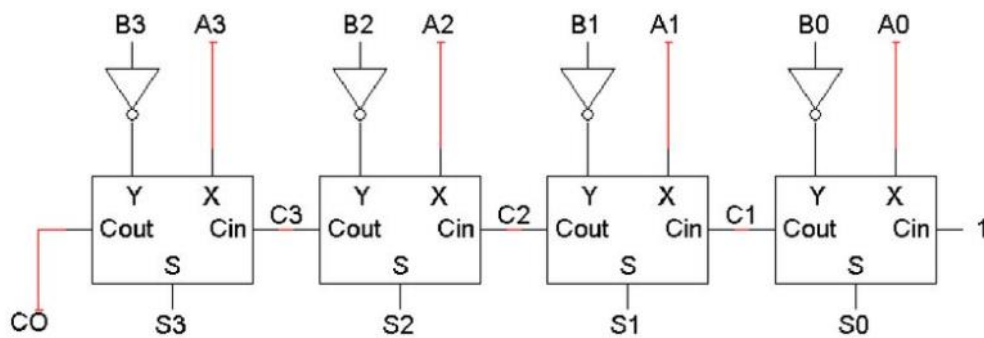 B3 A3 B2 A2 B1 A1 B0 A0
Y X Y X Y X Y X
Cout Cin C3 Cout Cin C2 Cout Cin C1 Cout Cin 1
S S S S
CO S3 S2 S1 S0